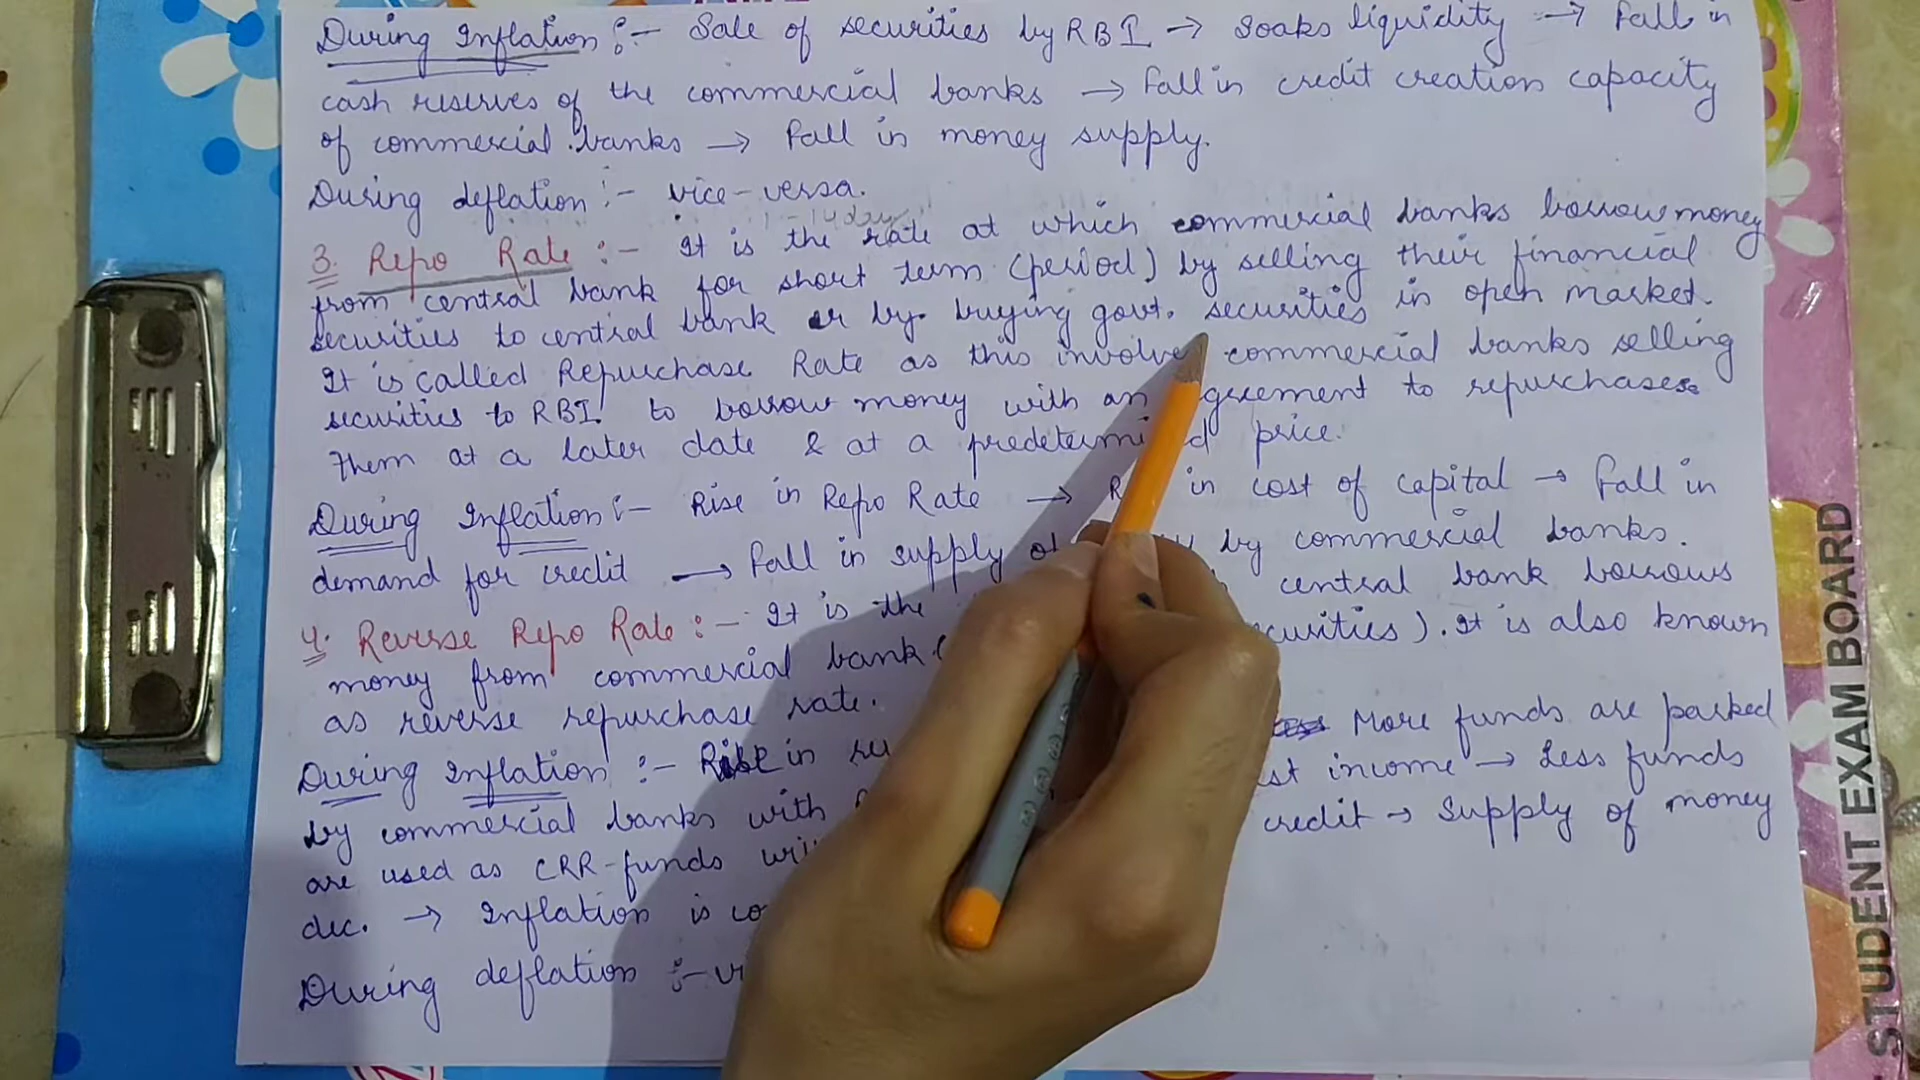 During Inflation :- Sale of securities by RBI → Soaks liquidity → Fall in
cash reserves of the commercial banks → Fall in credit creation capacity
of commercial banks → Fall in money supply.
During deflation :- vice-versa.
1-14 day
3. Repo Rate :- It is the rate at which commercial banks borrow money
from central bank for short term (period) by selling their financial
securities to central bank or by buying govt. securities in open market.
It is called Repurchase Rate as this involve commercial banks selling
securities to RBI to borrow money with an agreement to repurchase
them at a later date & at a price.
During Inflation :- Rise in Repo Rate → in cost of capital → Fall in
demand for credit → Fall in supply of by commercial banks.
4. Reverse Repo Rate :- It is the central bank borrows
money from commercial bank ( securities). It is also known
as reverse repurchase rate.
During Inflation :- Rise in More funds are parked
by commercial banks with income → Less funds
are used as CRR-funds credit → Supply of money
dec. → Inflation is
During deflation :-
STUDENT EXAM BOARD